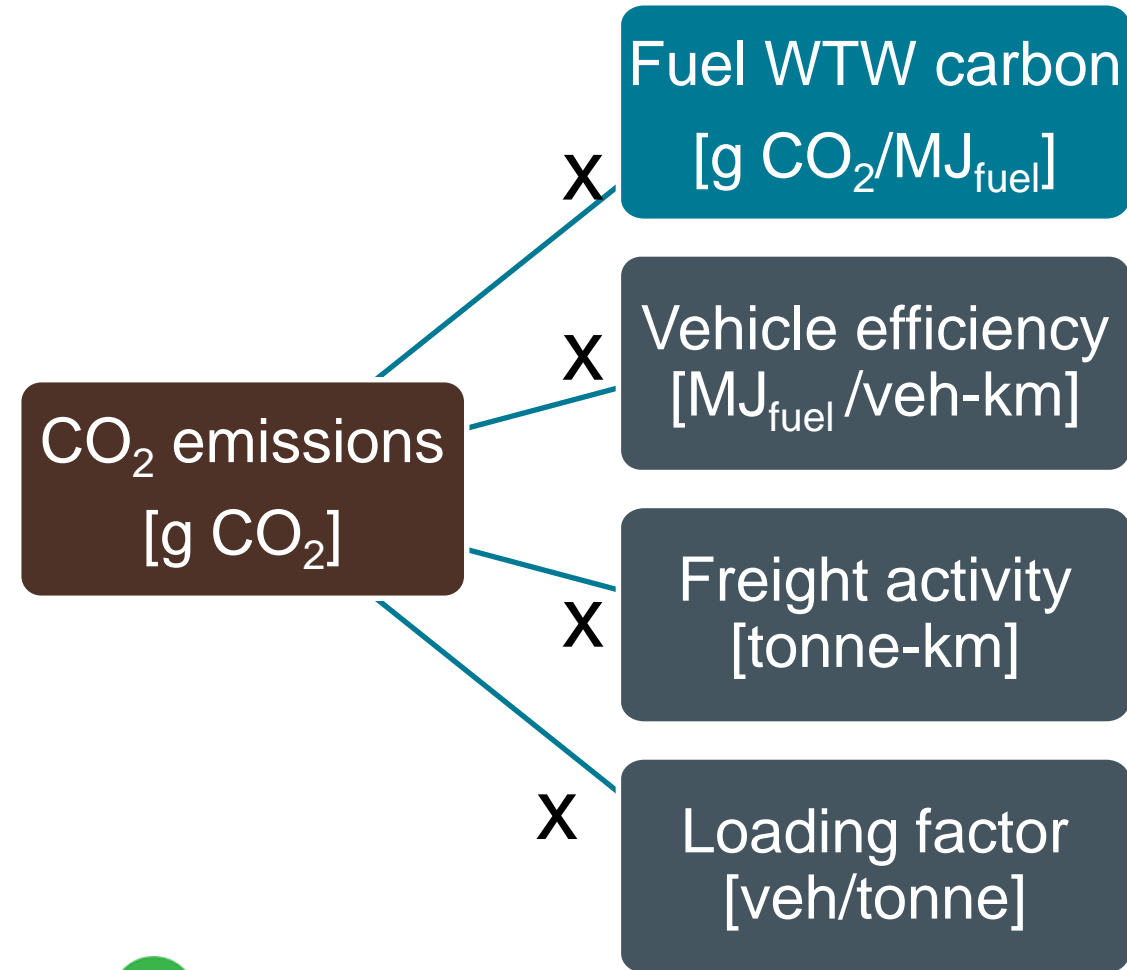 Fuel WTW carbon
[g CO₂/MJfuel]
X
Vehicle efficiency
[MJfuel /veh-km]
X
CO₂ emissions
[g CO₂]
Freight activity
[tonne-km]
X
Loading factor
[veh/tonne]
X